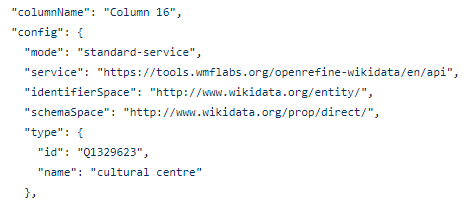 "columnName": "Column 16",
"config": {
"mode": "standard-service",
"service": "https://tools.wmflabs.org/openrefine-wikidata/en/api",
"identifierSpace": "http://www.wikidata.org/entity/",
"schemaSpace": "http://www.wikidata.org/prop/direct/",
"type": {
"id": "Q1329623",
"name": "cultural centre"
},